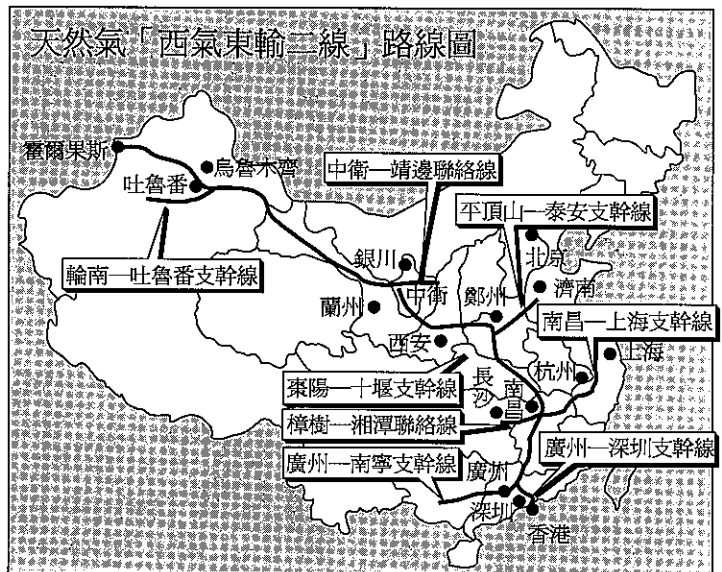 天然氣「西氣東輸二線」路線圖
霍爾果斯
烏魯木齊
吐魯番
中衛—靖邊聯絡線
平頂山—泰安支幹線
北京
銀川
輪南—吐魯番支幹線
中衛
鄭州
濟南
蘭州
南昌—上海支幹線
西安
上海
杭州
棗陽—十堰支幹線
長沙
南昌
樟樹—湘潭聯絡線
廣州—南寧支幹線
廣州
廣州—深圳支幹線
深圳
香港